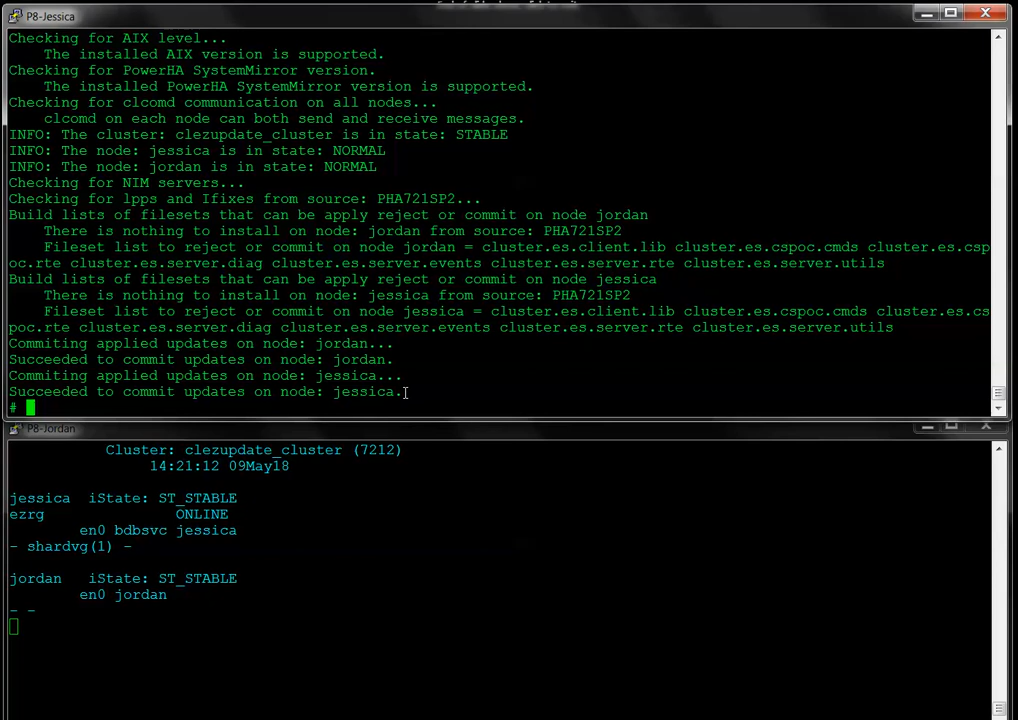 P8-Jessica
Checking for AIX level...
The installed AIX version is supported.
Checking for PowerHA SystemMirror version.
The installed PowerHA SystemMirror version is supported.
Checking for clcomd communication on all nodes...
clcomd on each node can both send and receive messages.
INFO: The cluster: clezupdate_cluster is in state: STABLE
INFO: The node: jessica is in state: NORMAL
INFO: The node: jordan is in state: NORMAL
Checking for NIM servers...
Checking for lpps and Ifixes from source: PHA721SP2...
Build lists of filesets that can be apply reject or commit on node jordan
There is nothing to install on node: jordan from source: PHA721SP2
Fileset list to reject or commit on node jordan = cluster.es.client.lib cluster.es.cspoc.cmds cluster.es.csp
oc.rte cluster.es.server.diag cluster.es.server.events cluster.es.server.rte cluster.es.server.utils
Build lists of filesets that can be apply reject or commit on node jessica
There is nothing to install on node: jessica from source: PHA721SP2
Fileset list to reject or commit on node jessica = cluster.es.client.lib cluster.es.cspoc.cmds cluster.es.cs
poc.rte cluster.es.server.diag cluster.es.server.events cluster.es.server.rte cluster.es.server.utils
Commiting applied updates on node: jordan...
Succeeded to commit updates on node: jordan.
Commiting applied updates on node: jessica...
Succeeded to commit updates on node: jessica.
#
P8-Jordan
Cluster: clezupdate_cluster (7212)
14:21:12 09May18
jessica iState: ST_STABLE
ezrg ONLINE
en0 bdbsvc jessica
- shardvg(1) -
jordan iState: ST_STABLE
en0 jordan
- -